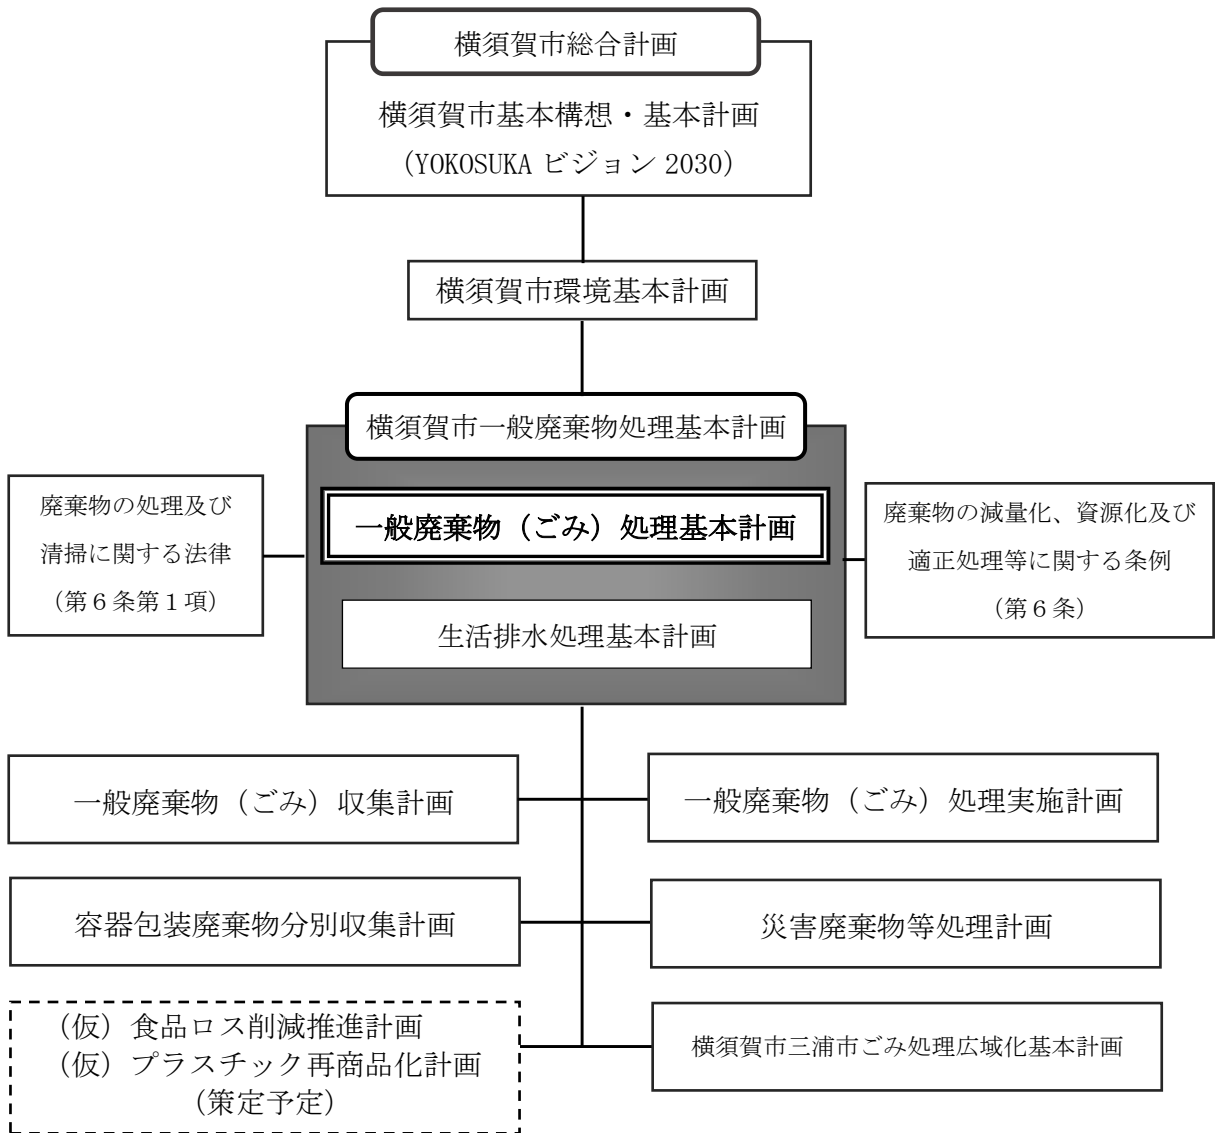 横須賀市総合計画
横須賀市基本構想・基本計画
（YOKOSUKA ビジョン 2030）
横須賀市環境基本計画
横須賀市一般廃棄物処理基本計画
廃棄物の処理及び
清掃に関する法律
（第６条第１項）
一般廃棄物（ごみ）処理基本計画
生活排水処理基本計画
廃棄物の減量化、資源化及び
適正処理等に関する条例
（第６条）
一般廃棄物（ごみ）収集計画
一般廃棄物（ごみ）処理実施計画
容器包装廃棄物分別収集計画
災害廃棄物等処理計画
（仮）食品ロス削減推進計画
（仮）プラスチック再商品化計画
（策定予定）
横須賀市三浦市ごみ処理広域化基本計画